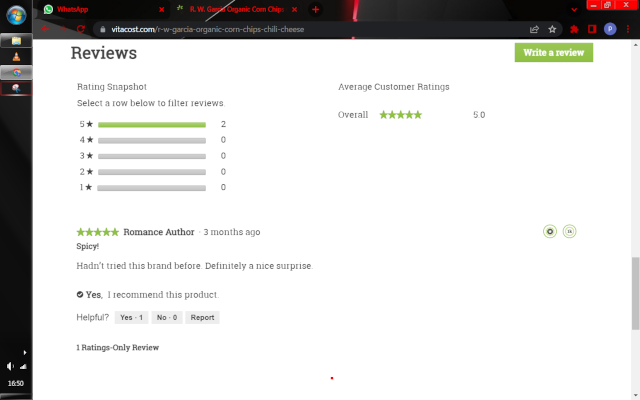 WhatsApp
R. W. Garcia Organic Corn Chips
vitacost.com/r-w-garcia-organic-corn-chips-chili-cheese
P
Reviews
Write a review
Rating Snapshot
Average Customer Ratings
Select a row below to filter reviews.
Overall ★★★★★ 5.0
5★ 2
4★ 0
3★ 0
2★ 0
1★ 0
★★★★★ Romance Author · 3 months ago
Spicy!
Hadn't tried this brand before. Definitely a nice surprise.
Yes, I recommend this product.
Helpful? Yes · 1 No · 0 Report
1 Ratings-Only Review
16:50